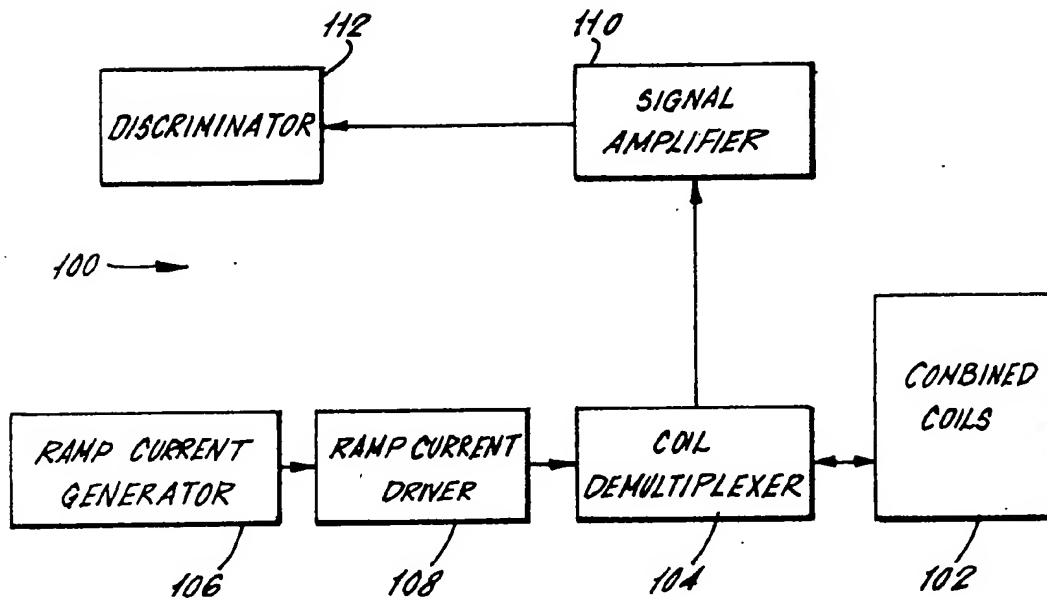 112
110
DISCRIMINATOR
SIGNAL
AMPLIFIER
100
COMBINED
COILS
RAMP CURRENT
GENERATOR
RAMP CURRENT
DRIVER
COIL
DEMULTIPLEXER
106
108
104
102